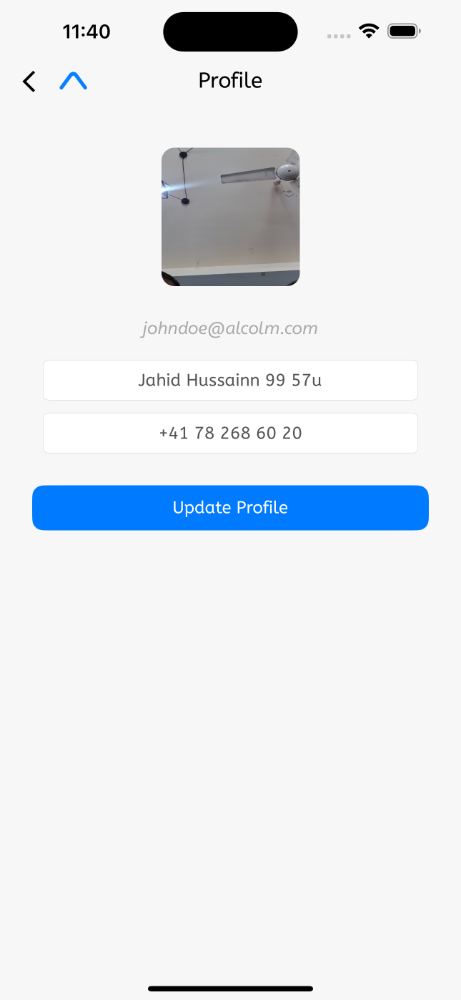 11:40
Profile
johndoe@alcolm.com
Jahid Hussainn 99 57u
+41 78 268 60 20
Update Profile